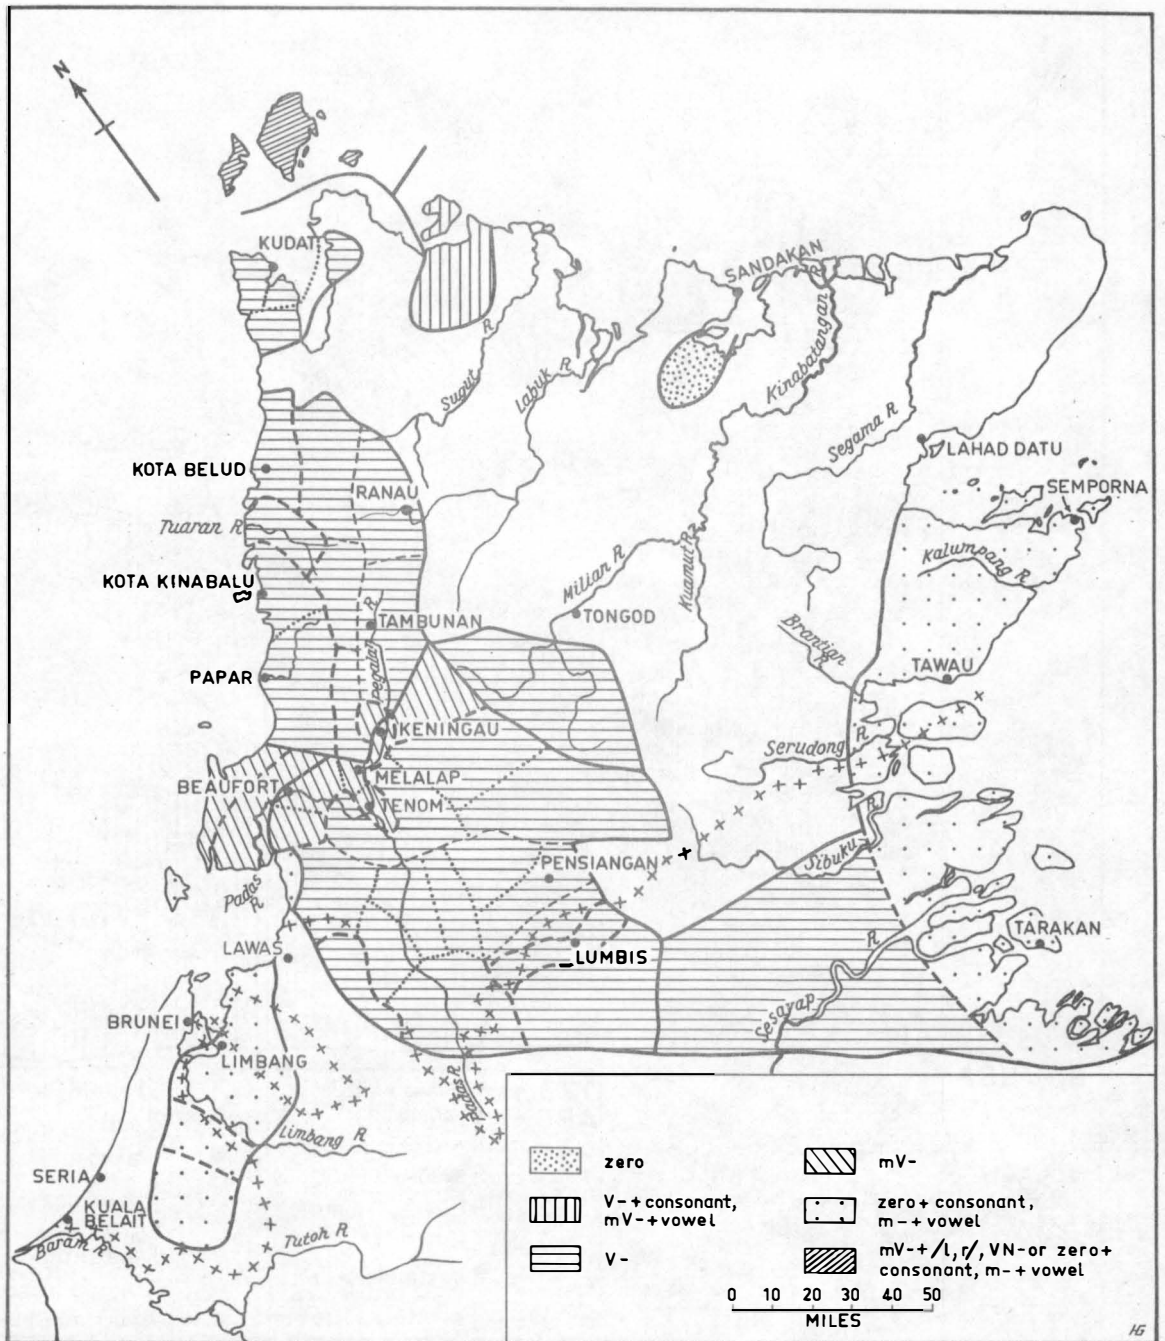 N
KUDAT
SANDAKAN
Kinabatangan R
Sugut R
Labuk R
Segama R
LAHAD DATU
KOTA BELUD
RANAU
SEMPORNA
Tuaran R
Kalumpang R
KOTA KINABALU
Milian R
Kuamut R
TAMBUNAN
TONGOD
Brantian R
PAPAR
Pegalan R
TAWAU
KENINGAU
Serudong R
MELALAP
BEAUFORT
TENOM
PENSIANGAN
Sibuku R
Padas R
LAWAS
LUMBIS
TARAKAN
Sesayap R
BRUNEI
LIMBANG
Padas R
Limbang R
SERIA
KUALA
BELAIT
Baram R
Tutoh R
zero
V-+consonant,
mV-+vowel
V-
mV-
zero+consonant,
m-+vowel
mV-+/l,r/, VN-or zero+
consonant, m-+vowel
0 10 20 30 40 50
MILES
HG